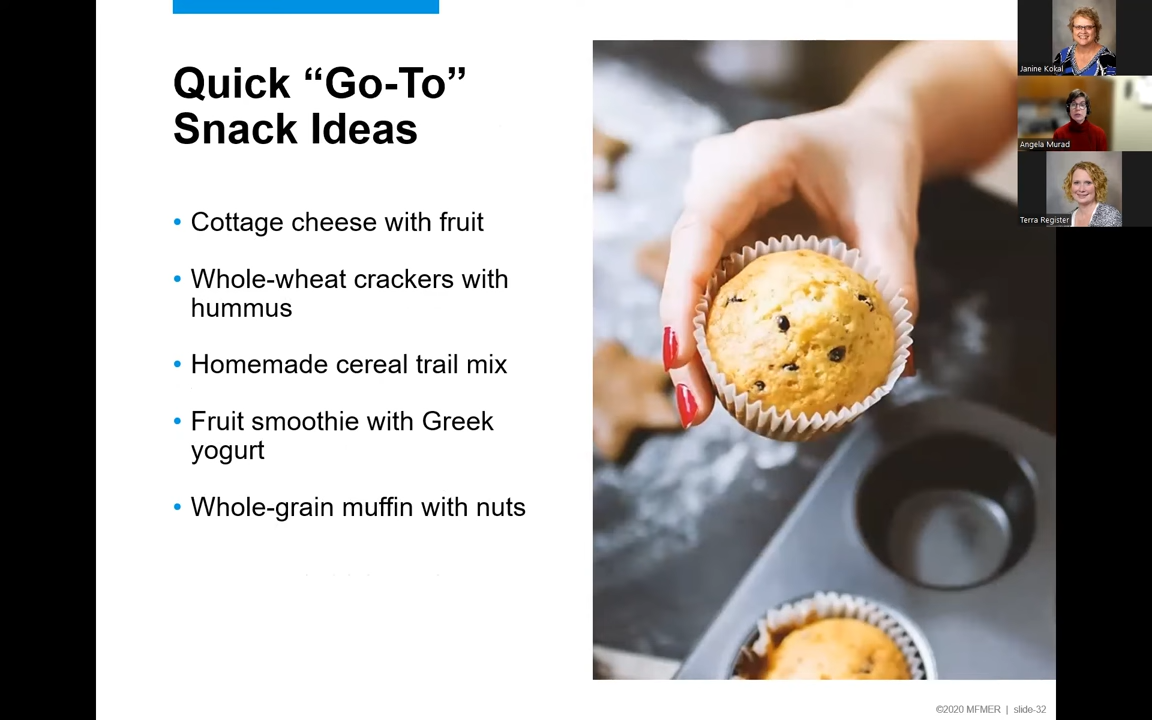 Quick “Go-To”
Snack Ideas
• Cottage cheese with fruit
• Whole-wheat crackers with
hummus
• Homemade cereal trail mix
• Fruit smoothie with Greek
yogurt
• Whole-grain muffin with nuts
Janine Kokal
Angela Murad
Terra Register
©2020 MFMER | slide-32